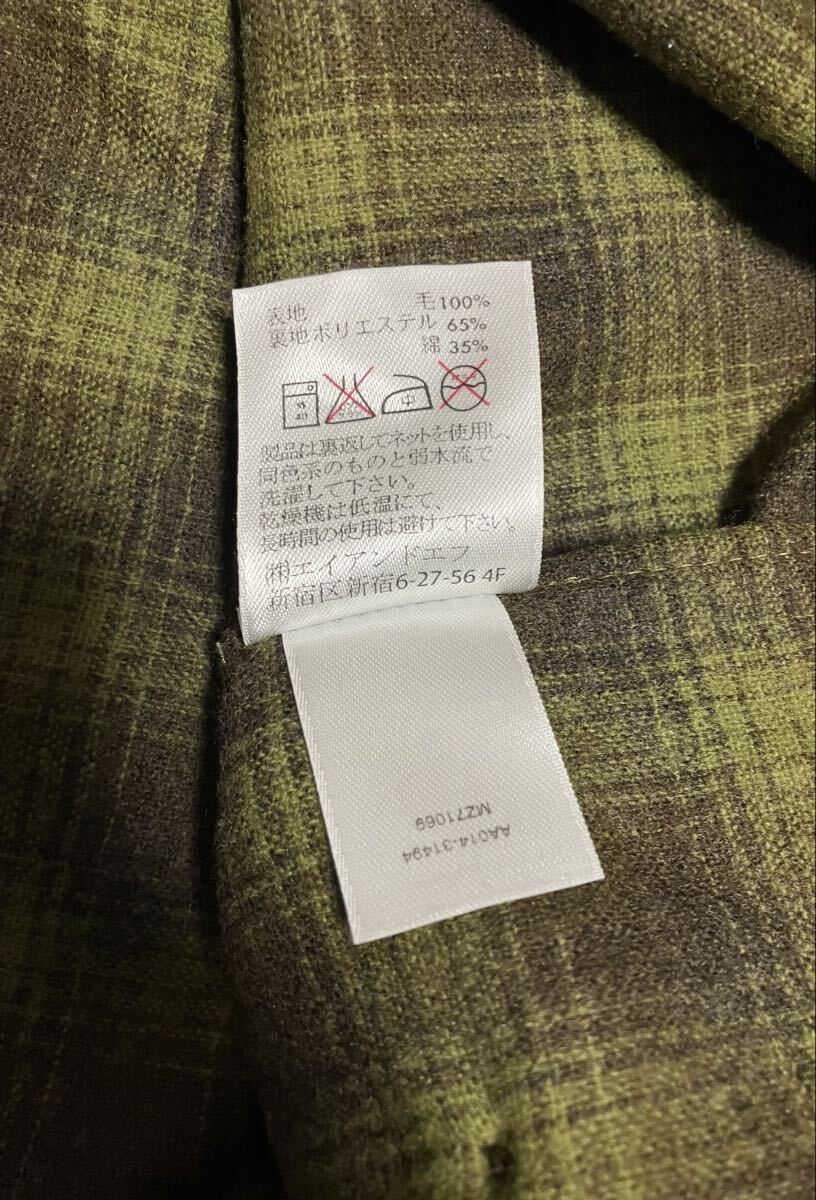 表地 毛100%
裏地ポリエステル 65%
綿 35%
40
中
製品は裏返してネットを使用し、
同色系のものと弱水流で
洗濯して下さい。
乾燥機は低温にて、
長時間の使用は避けて下さい。
㈱エイアンドエフ
新宿区新宿6-27-56 4F
AA014-31494
MZ71069